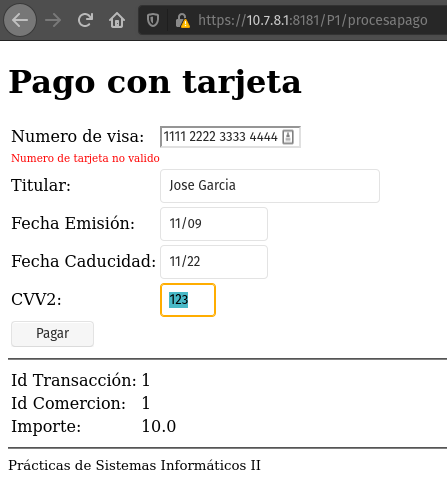 https://10.7.8.1:8181/P1/procesapago
Pago con tarjeta
Numero de visa: 1111 2222 3333 4444
Numero de tarjeta no valido
Titular: Jose Garcia
Fecha Emisión: 11/09
Fecha Caducidad: 11/22
CVV2: 123
Pagar
Id Transacción: 1
Id Comercion: 1
Importe: 10.0
Prácticas de Sistemas Informáticos II